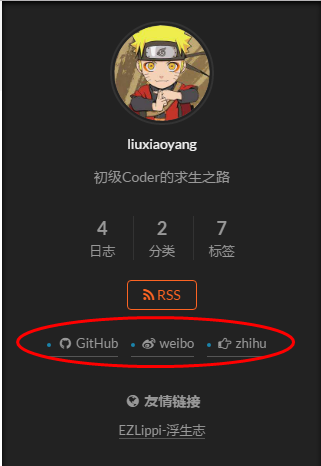 liuxiaoyang
初级Coder的求生之路
4 2 7
日志 分类 标签
RSS
GitHub weibo zhihu
友情链接
EZLippi-浮生志